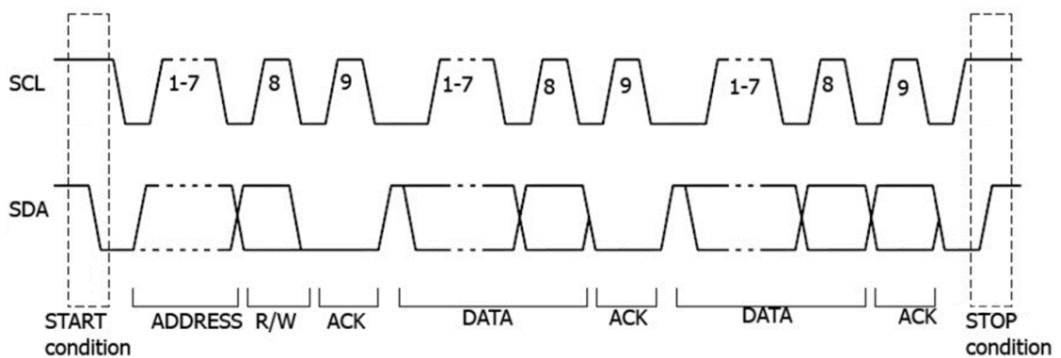 SCL
1-7
8
9
1-7
8
9
1-7
8
9
SDA
START
condition
ADDRESS
R/W
ACK
DATA
ACK
DATA
ACK
STOP
condition